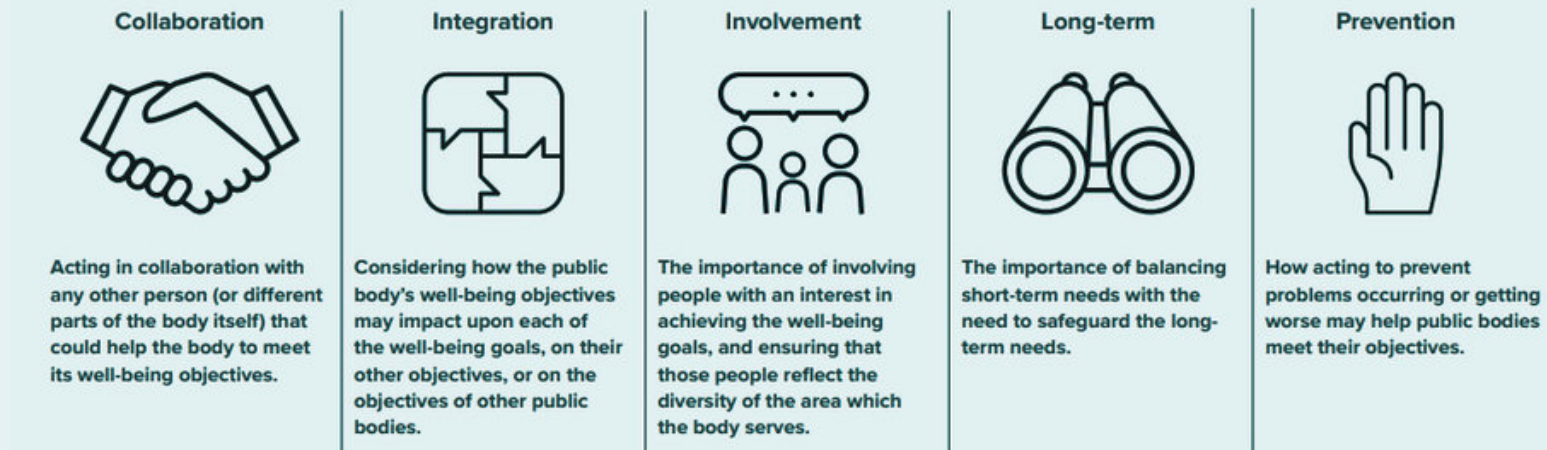 Collaboration
Acting in collaboration with
any other person (or different
parts of the body itself) that
could help the body to meet
its well-being objectives.
Integration
Considering how the public
body's well-being objectives
may impact upon each of
the well-being goals, on their
other objectives, or on the
objectives of other public
bodies.
Involvement
The importance of involving
people with an interest in
achieving the well-being
goals, and ensuring that
those people reflect the
diversity of the area which
the body serves.
Long-term
The importance of balancing
short-term needs with the
need to safeguard the long-
term needs.
Prevention
How acting to prevent
problems occurring or getting
worse may help public bodies
meet their objectives.